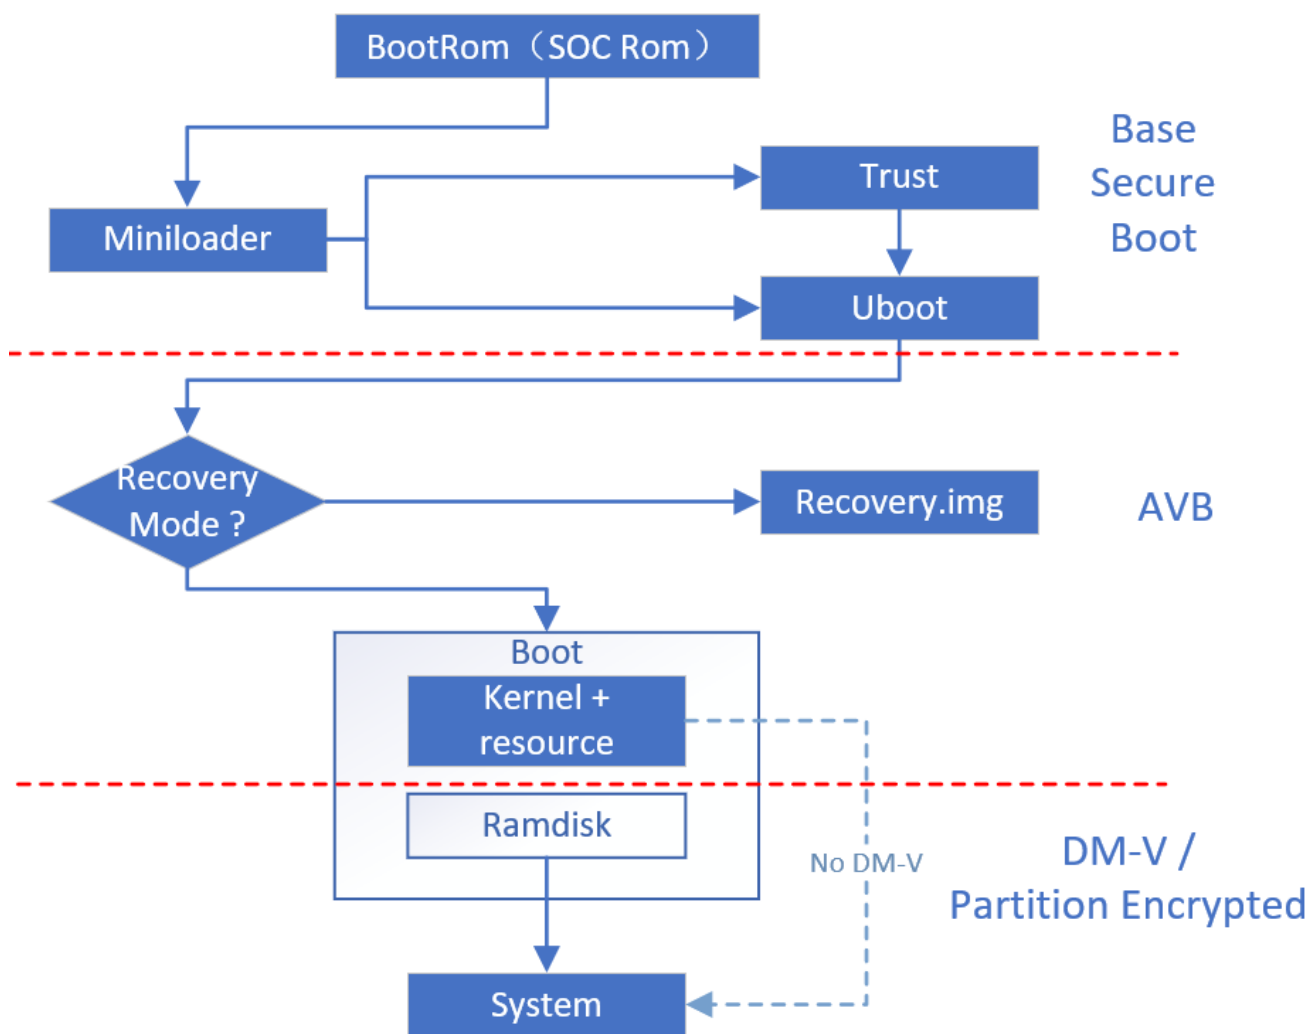 BootRom（SOC Rom）
Base
Secure
Boot
Trust
Miniloader
Uboot
Recovery
Mode ?
Recovery.img
AVB
Boot
Kernel +
resource
Ramdisk
No DM-V
DM-V /
Partition Encrypted
System